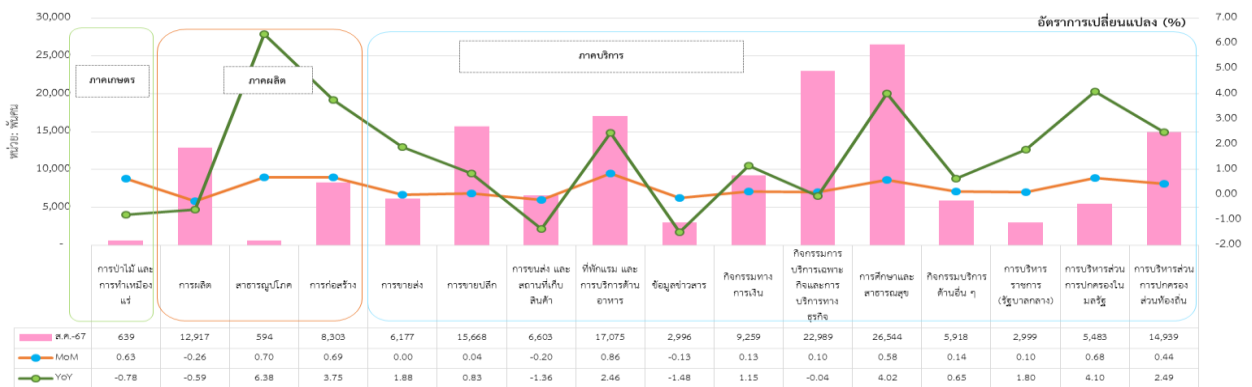 อัตราการเปลี่ยนแปลง (%)
หน่วย: พันคน
30,000
25,000
20,000
15,000
10,000
5,000
-
7.00
6.00
5.00
4.00
3.00
2.00
1.00
0.00
-1.00
-2.00
ภาคเกษตร
ภาคผลิต
ภาคบริการ
การป่าไม้ และ
การทำเหมือง
แร่
การผลิต
สาธารณูปโภค
การก่อสร้าง
การขายส่ง
การขายปลีก
การขนส่ง และ
สถานที่เก็บ
สินค้า
ที่พักแรม และ
การบริการด้าน
อาหาร
ข้อมูลข่าวสาร
กิจกรรมทาง
การเงิน
กิจกรรมการ
บริการเฉพาะ
กิจและการ
บริการทาง
ธุรกิจ
การศึกษาและ
สาธารณสุข
กิจกรรมบริการ
ด้านอื่น ๆ
การบริหาร
ราชการ
(รัฐบาลกลาง)
การบริหารส่วน
การปกครองใน
มลรัฐ
การบริหารส่วน
การปกครอง
ส่วนท้องถิ่น
ส.ค.-67 639 12,917 594 8,303 6,177 15,668 6,603 17,075 2,996 9,259 22,989 26,544 5,918 2,999 5,483 14,939
MoM 0.63 -0.26 0.70 0.69 0.00 0.04 -0.20 0.86 -0.13 0.13 0.10 0.58 0.14 0.10 0.68 0.44
YoY -0.78 -0.59 6.38 3.75 1.88 0.83 -1.36 2.46 -1.48 1.15 -0.04 4.02 0.65 1.80 4.10 2.49